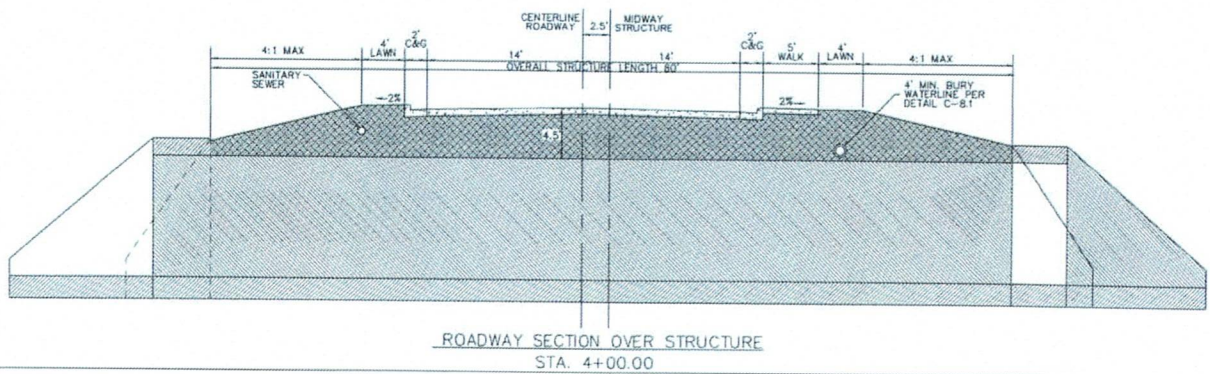 CENTERLINE
ROADWAY
2.5'
MIDWAY
STRUCTURE
4:1 MAX
4'
LAWN
2'
C&G
14'
14'
2'
C&G
5'
WALK
4'
LAWN
4:1 MAX
OVERALL STRUCTURE LENGTH 80'
SANITARY
SEWER
2%
2%
4' MIN. BURY
WATERLINE PER
DETAIL C-8.1
4.5
ROADWAY SECTION OVER STRUCTURE
STA. 4+00.00